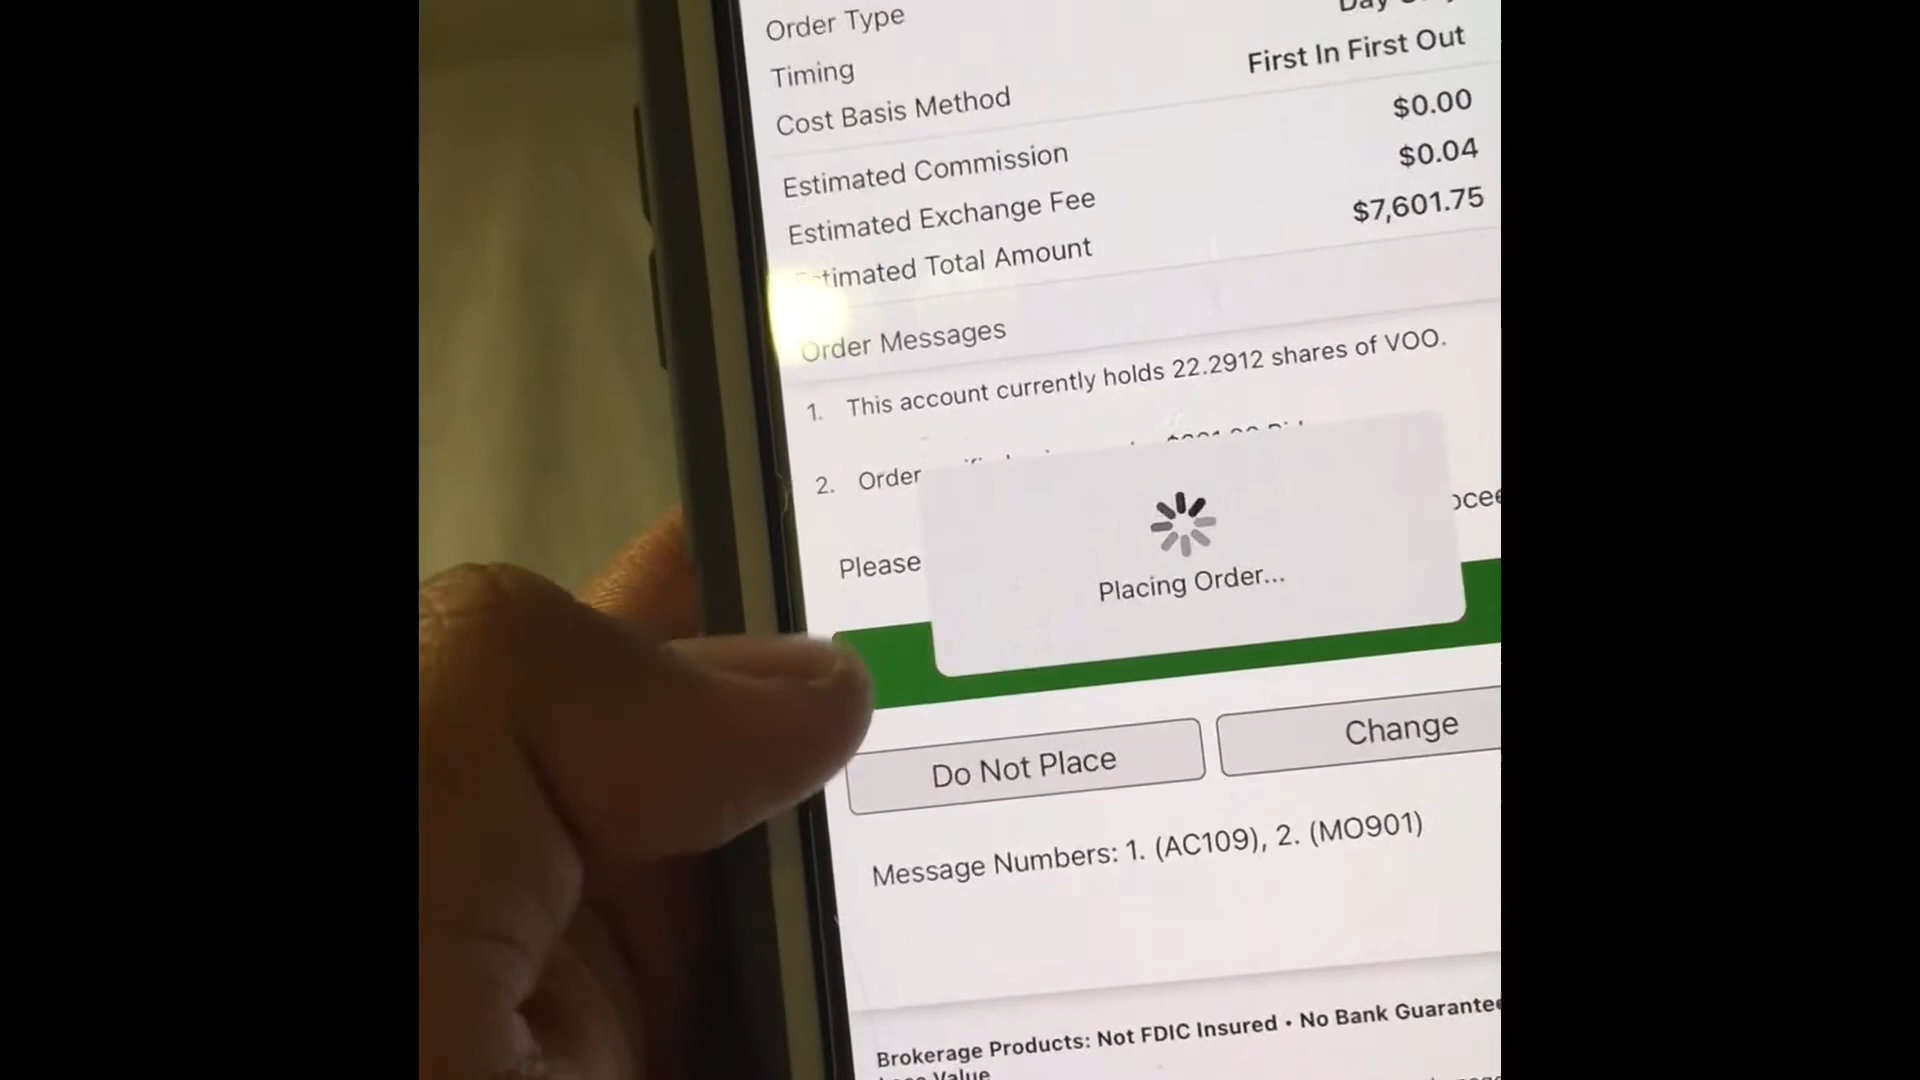 Order Type
Day
Timing
First In First Out
Cost Basis Method
$0.00
Estimated Commission
$0.04
Estimated Exchange Fee
$7,601.75
timated Total Amount
Order Messages
1. This account currently holds 22.2912 shares of VOO.
2. Order
Please
Placing Order...
Do Not Place
Change
Message Numbers: 1. (AC109), 2. (MO901)
Brokerage Products: Not FDIC Insured • No Bank Guarantee
Value